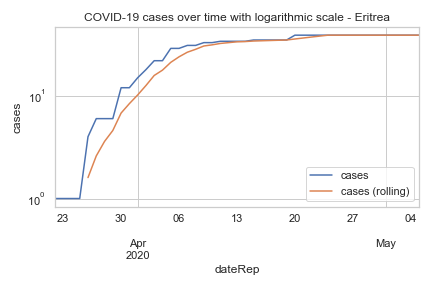 COVID-19 cases over time with logarithmic scale - Eritrea
cases
10¹
10⁰
cases
cases (rolling)
23 30 06 13 20 27 04
Apr May
2020
dateRep